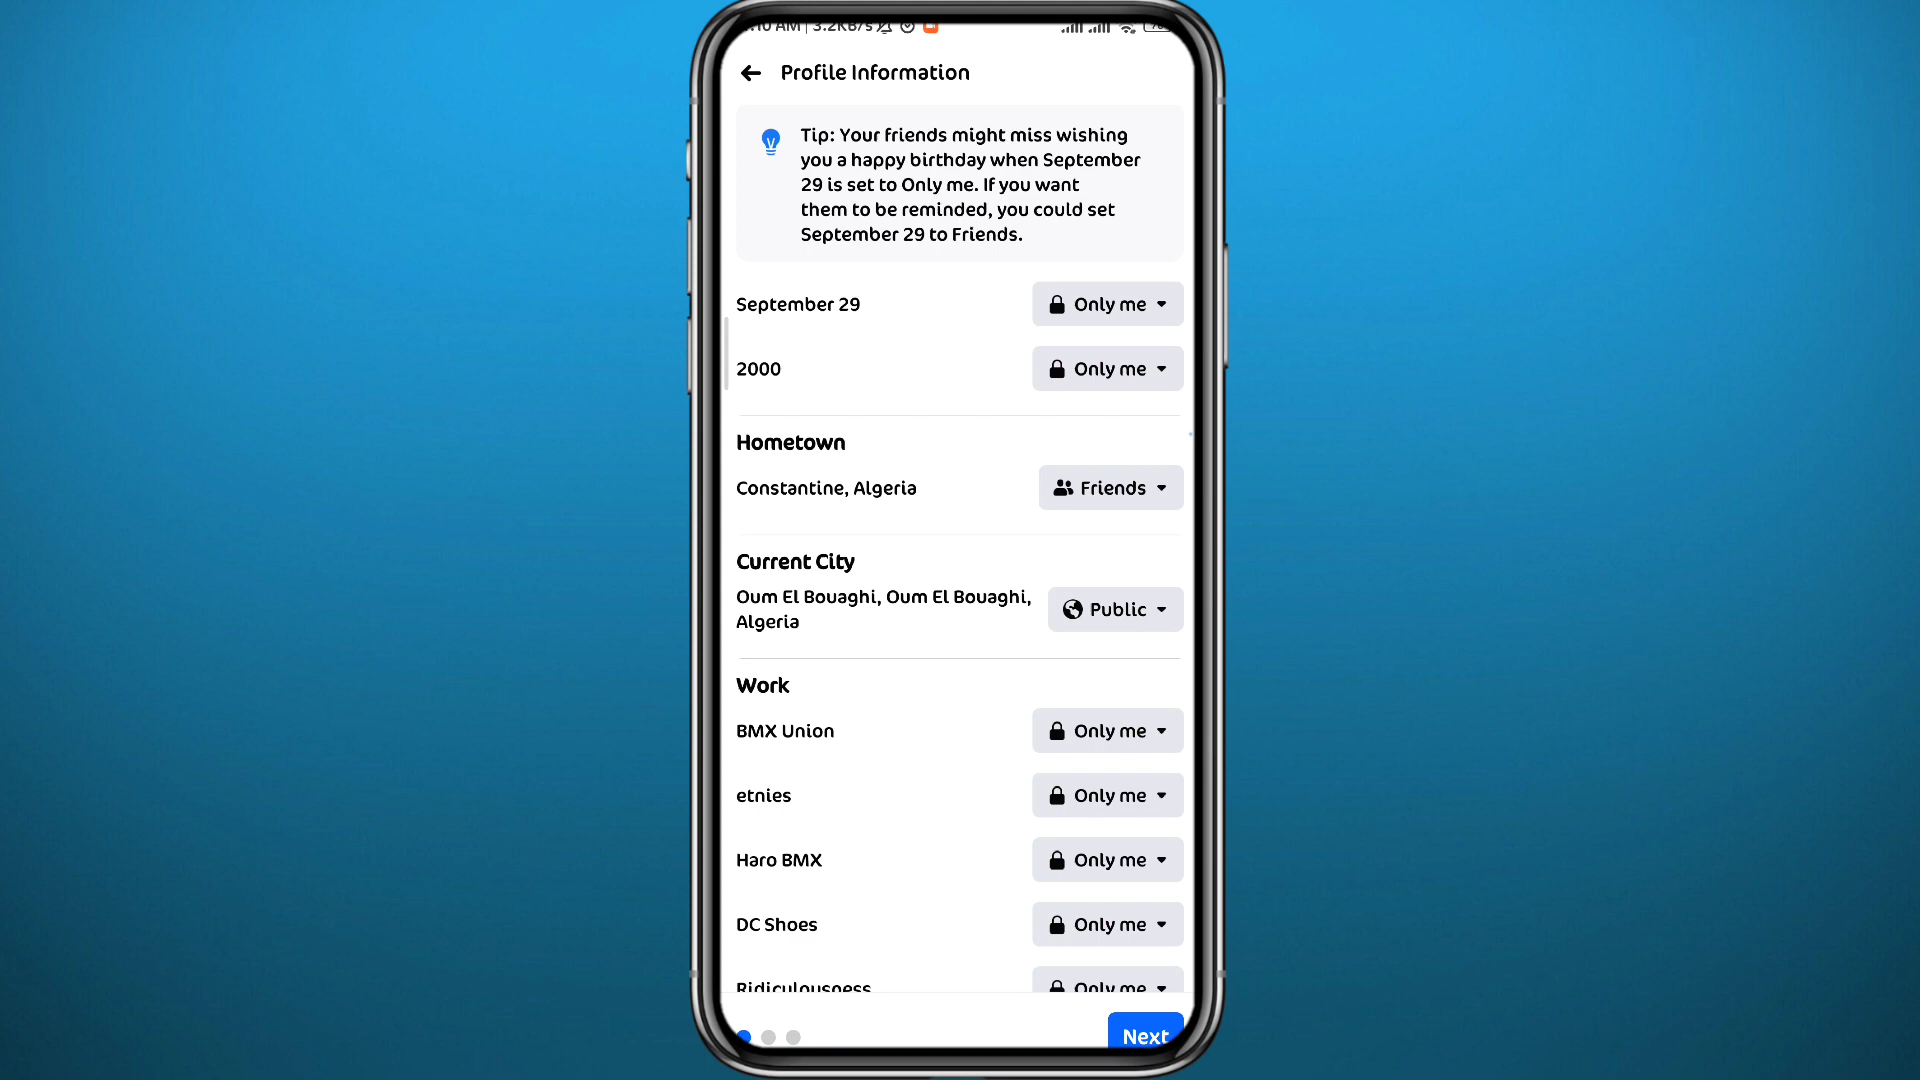 :10 AM | 3.2KB/s
Profile Information
Tip: Your friends might miss wishing
you a happy birthday when September
29 is set to Only me. If you want
them to be reminded, you could set
September 29 to Friends.
September 29 Only me
2000 Only me
Hometown
Constantine, Algeria Friends
Current City
Oum El Bouaghi, Oum El Bouaghi,
Algeria
Public
Work
BMX Union Only me
etnies Only me
Haro BMX Only me
DC Shoes Only me
Ridiculousness Only me
Next